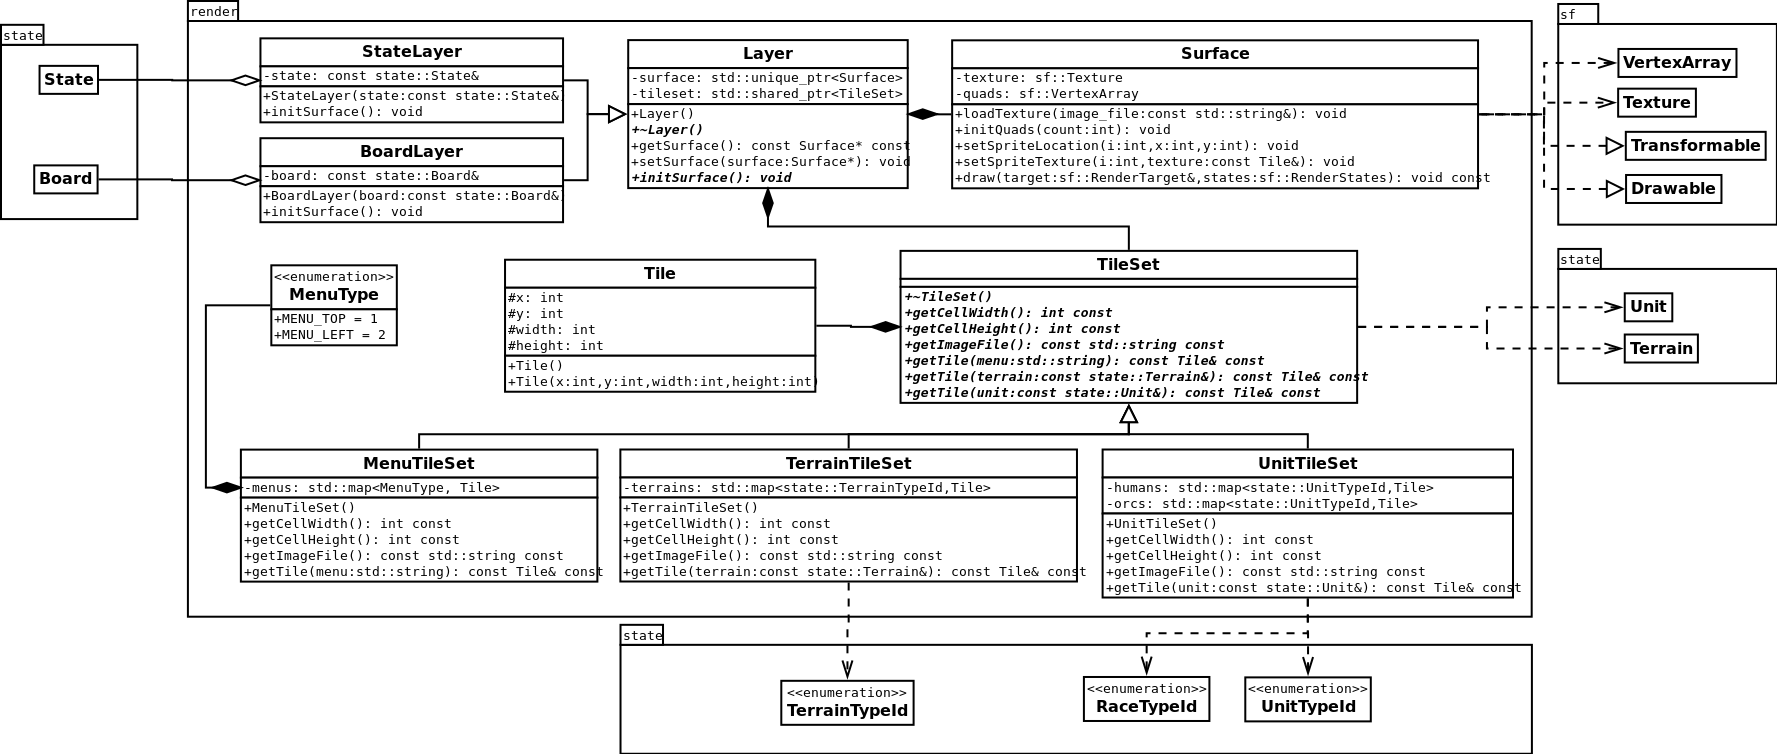 state
State
Board
render
StateLayer
-state: const state::State&
+StateLayer(state:const state::State&)
+initSurface(): void
BoardLayer
-board: const state::Board&
+BoardLayer(board:const state::Board&)
+initSurface(): void
Layer
-surface: std::unique_ptr<Surface>
-tileset: std::shared_ptr<TileSet>
+Layer()
+~Layer()
+getSurface(): const Surface* const
+setSurface(surface:Surface*): void
+initSurface(): void
Surface
-texture: sf::Texture
-quads: sf::VertexArray
+loadTexture(image_file:const std::string&): void
+initQuads(count:int): void
+setSpriteLocation(i:int,x:int,y:int): void
+setSpriteTexture(i:int,texture:const Tile&): void
+draw(target:sf::RenderTarget&,states:sf::RenderStates): void const
sf
VertexArray
Texture
Transformable
Drawable
<<enumeration>>
MenuType
+MENU_TOP = 1
+MENU_LEFT = 2
Tile
#x: int
#y: int
#width: int
#height: int
+Tile()
+Tile(x:int,y:int,width:int,height:int)
TileSet
+~TileSet()
+getCellWidth(): int const
+getCellHeight(): int const
+getImageFile(): const std::string const
+getTile(menu:std::string): const Tile& const
+getTile(terrain:const state::Terrain&): const Tile& const
+getTile(unit:const state::Unit&): const Tile& const
state
Unit
Terrain
MenuTileSet
-menus: std::map<MenuType, Tile>
+MenuTileSet()
+getCellWidth(): int const
+getCellHeight(): int const
+getImageFile(): const std::string const
+getTile(menu:std::string): const Tile& const
TerrainTileSet
-terrains: std::map<state::TerrainTypeId,Tile>
+TerrainTileSet()
+getCellWidth(): int const
+getCellHeight(): int const
+getImageFile(): const std::string const
+getTile(terrain:const state::Terrain&): const Tile& const
UnitTileSet
-humans: std::map<state::UnitTypeId,Tile>
-orcs: std::map<state::UnitTypeId,Tile>
+UnitTileSet()
+getCellWidth(): int const
+getCellHeight(): int const
+getImageFile(): const std::string const
+getTile(unit:const state::Unit&): const Tile& const
state
<<enumeration>>
TerrainTypeId
<<enumeration>>
RaceTypeId
<<enumeration>>
UnitTypeId